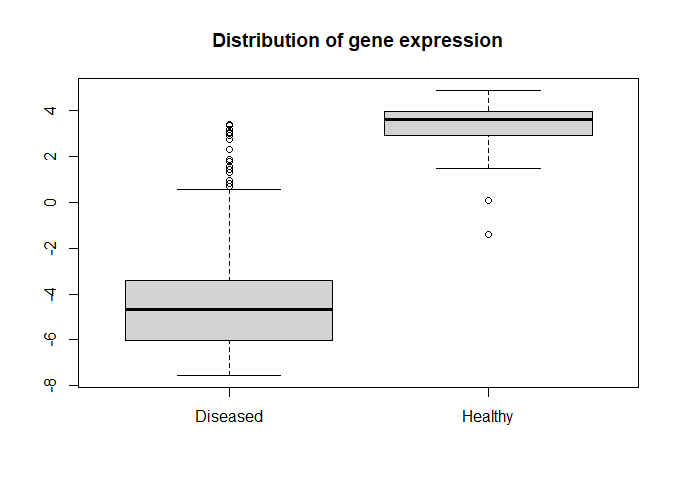 Distribution of gene expression
4
2
0
-2
-4
-6
-8
Diseased
Healthy